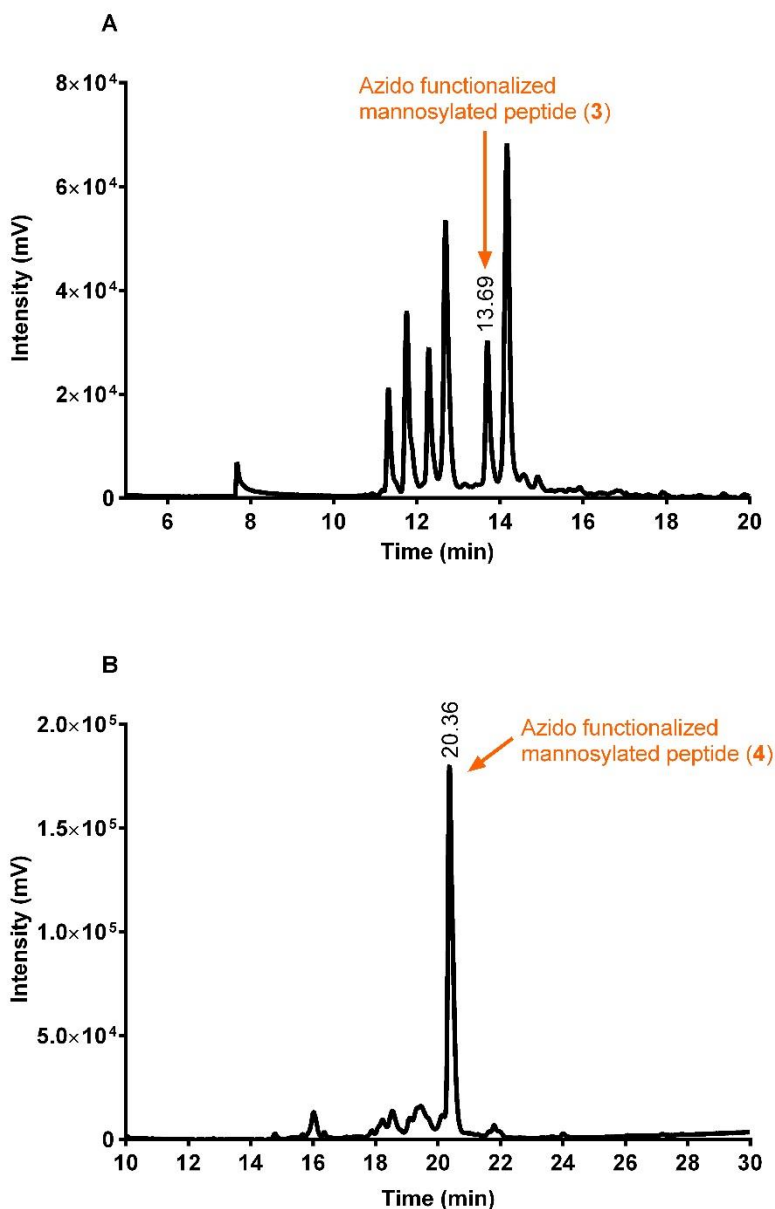 A
8×10⁴
6×10⁴
4×10⁴
2×10⁴
0
Intensity (mV)
Azido functionalized
mannosylated peptide (3)
13.69
6 8 10 12 14 16 18 20
Time (min)
B
2.0×10⁵
1.5×10⁵
1.0×10⁵
5.0×10⁴
0
Intensity (mV)
20.36
Azido functionalized
mannosylated peptide (4)
10 12 14 16 18 20 22 24 26 28 30
Time (min)